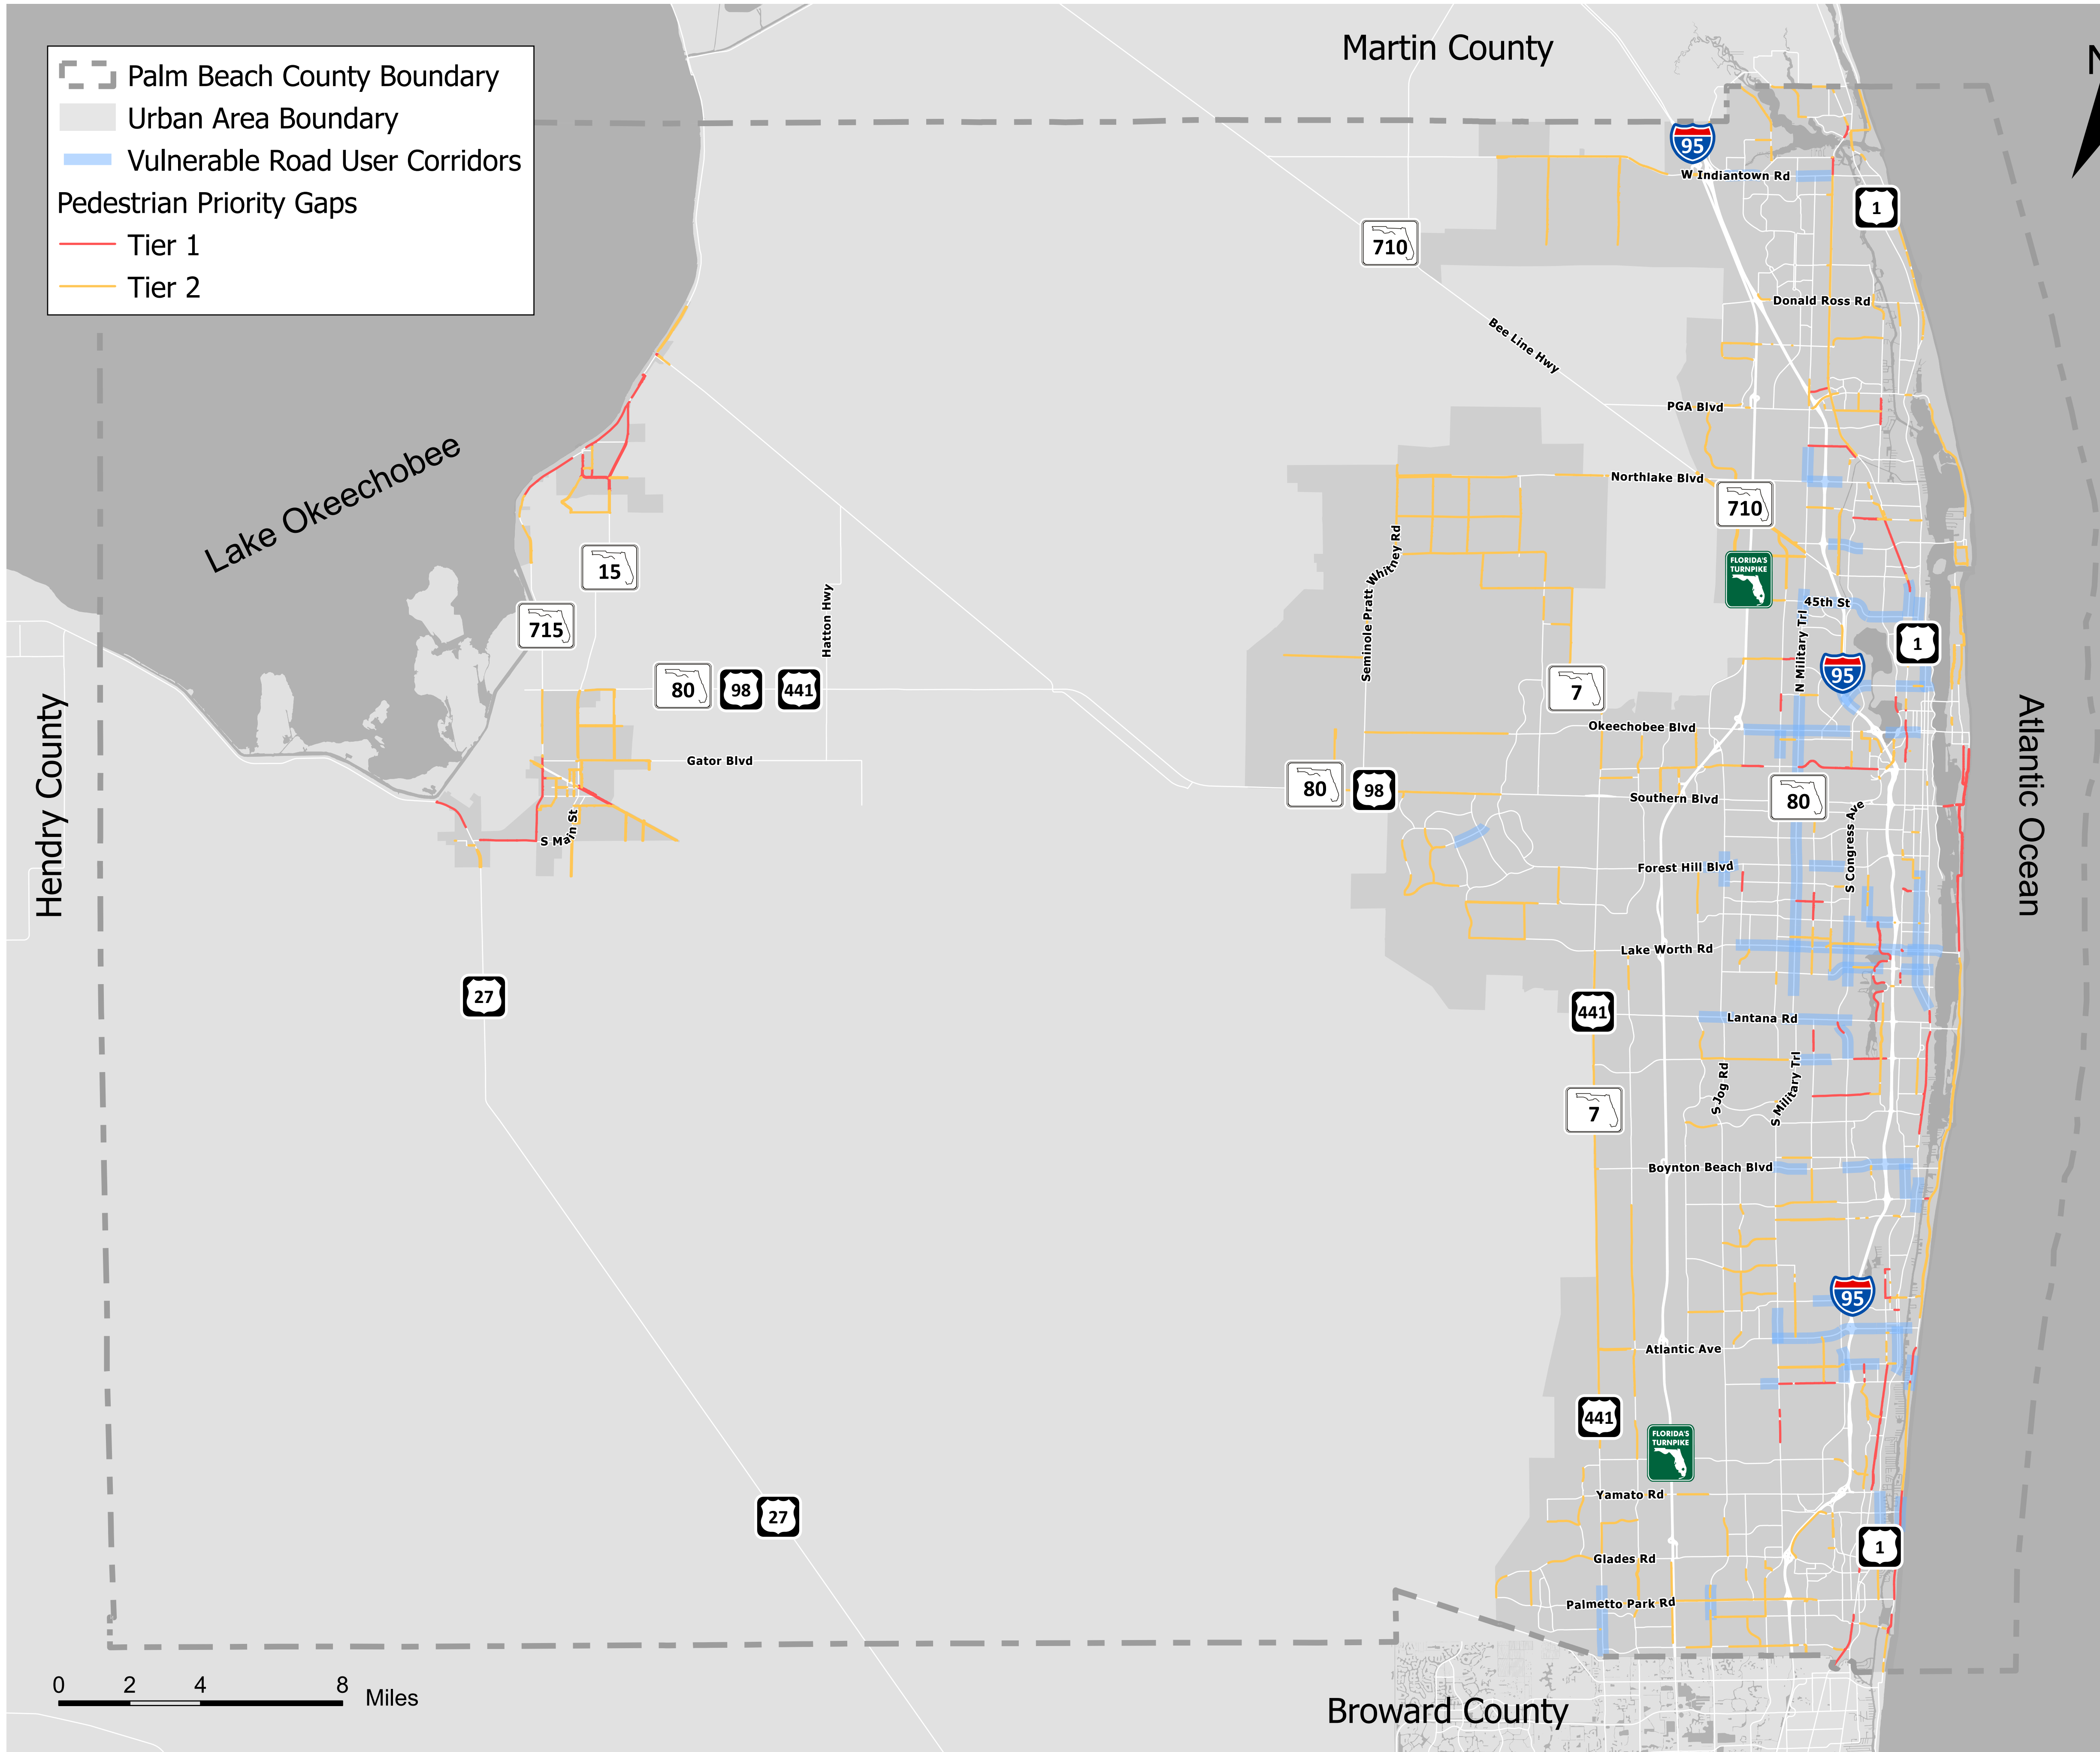 Palm Beach County Boundary
Urban Area Boundary
Vulnerable Road User Corridors
Pedestrian Priority Gaps
Tier 1
Tier 2
Martin County
N
95
W Indiantown Rd
1
710
Donald Ross Rd
Bee Line Hwy
PGA Blvd
Lake Okeechobee
Northlake Blvd
710
Seminole Pratt Whitney Rd
15
FLORIDA'S
TURNPIKE
45th St
715
Hatton Hwy
N Military Trl
1
95
80
98
441
7
Okeechobee Blvd
Hendry County
Atlantic Ocean
Gator Blvd
80
98
Southern Blvd
80
S Main St
S Congress Ave
Forest Hill Blvd
Lake Worth Rd
27
441
Lantana Rd
S Jog Rd
S Military Trl
7
Boynton Beach Blvd
95
Atlantic Ave
441
FLORIDA'S
TURNPIKE
Yamato Rd
27
1
Glades Rd
Palmetto Park Rd
0 2 4 8
Miles
Broward County